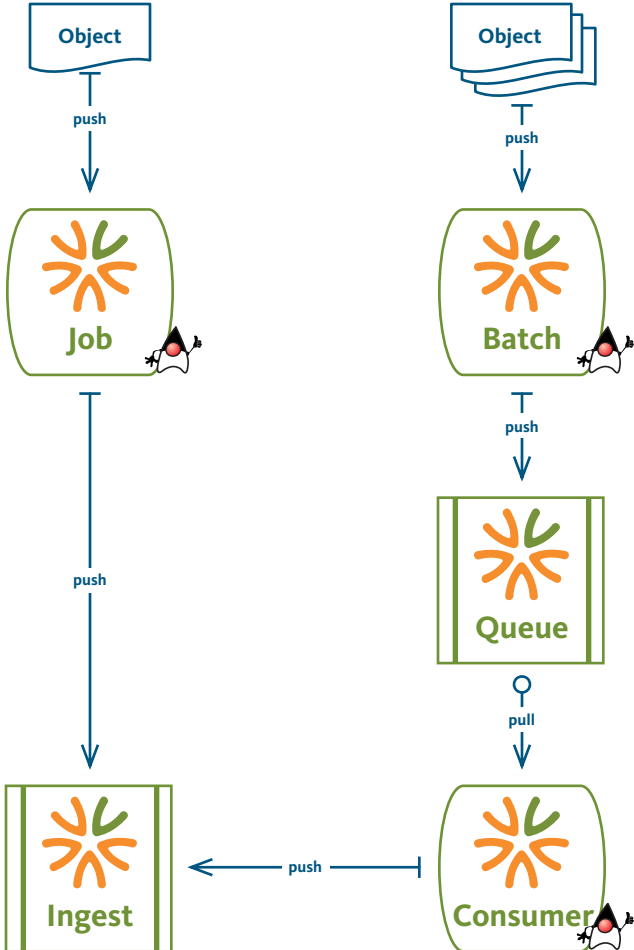 Object
Object
push
push
Job
Batch
push
Queue
push
pull
Ingest
push
Consumer